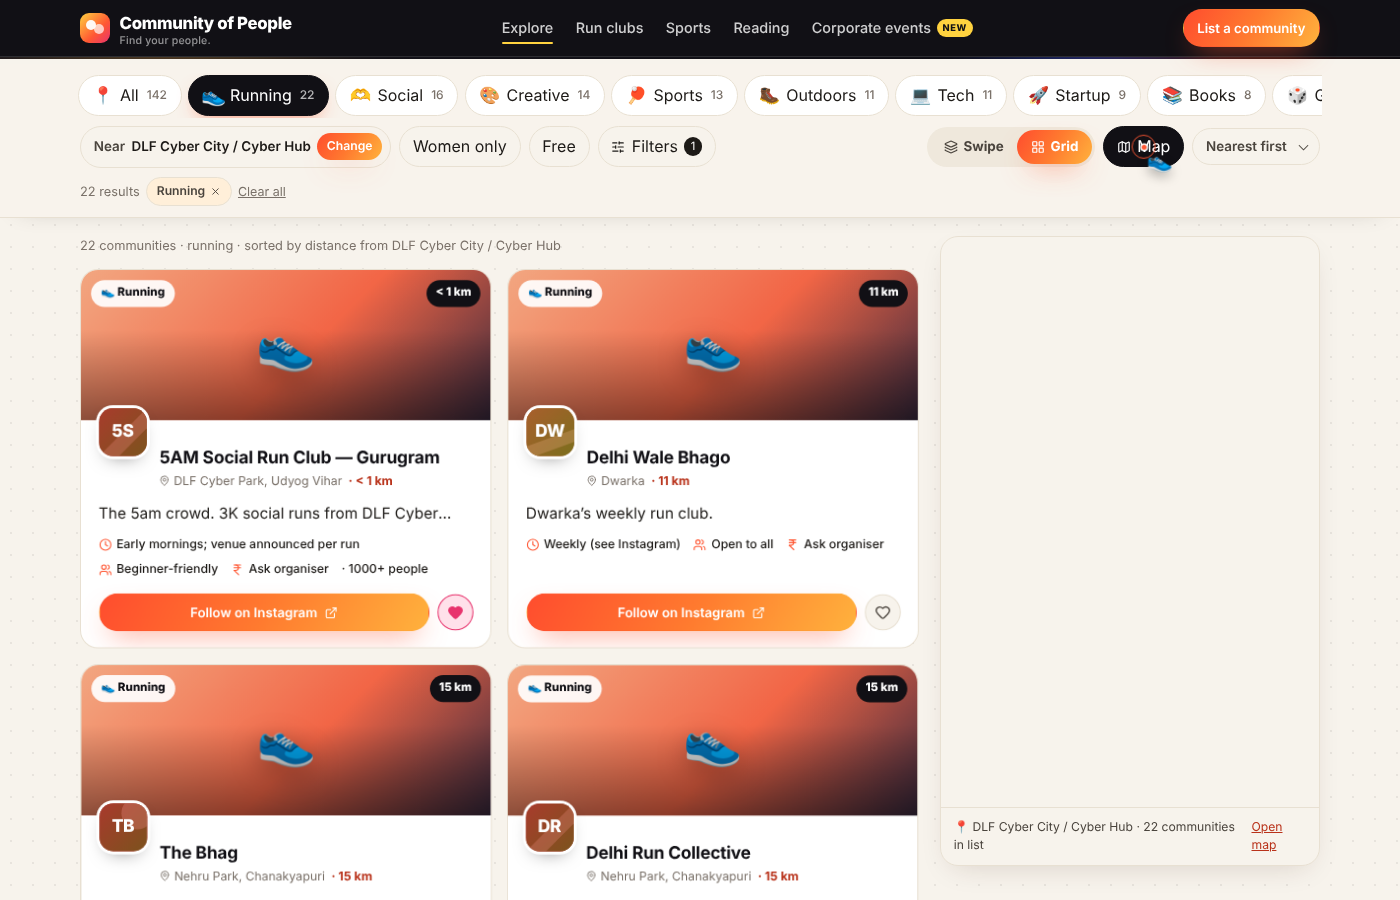 Community of People
Find your people.
Explore
Run clubs
Sports
Reading
Corporate events NEW
List a community
All 142
Running 22
Social 16
Creative 14
Sports 13
Outdoors 11
Tech 11
Startup 9
Books 8
Near DLF Cyber City / Cyber Hub Change
Women only
Free
Filters 1
Swipe
Grid
Map
Nearest first
22 results
Running ×
Clear all
22 communities · running · sorted by distance from DLF Cyber City / Cyber Hub
Running
< 1 km
5S
5AM Social Run Club — Gurugram
DLF Cyber Park, Udyog Vihar · < 1 km
The 5am crowd. 3K social runs from DLF Cyber...
Early mornings; venue announced per run
Beginner-friendly ₹ Ask organiser · 1000+ people
Follow on Instagram
Running
11 km
DW
Delhi Wale Bhago
Dwarka · 11 km
Dwarka’s weekly run club.
Weekly (see Instagram) Open to all ₹ Ask organiser
Follow on Instagram
Running
15 km
TB
The Bhag
Nehru Park, Chanakyapuri · 15 km
Running
15 km
DR
Delhi Run Collective
Nehru Park, Chanakyapuri · 15 km
DLF Cyber City / Cyber Hub · 22 communities
in list
Open
map